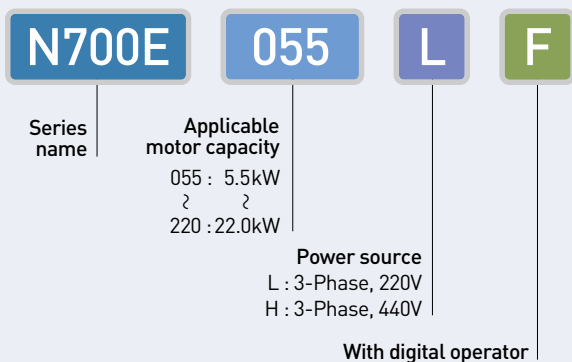 N700E 055 L F
Series
name
Applicable
motor capacity
055 : 5.5kW
≀ ≀
220 : 22.0kW
Power source
L : 3-Phase, 220V
H : 3-Phase, 440V
With digital operator